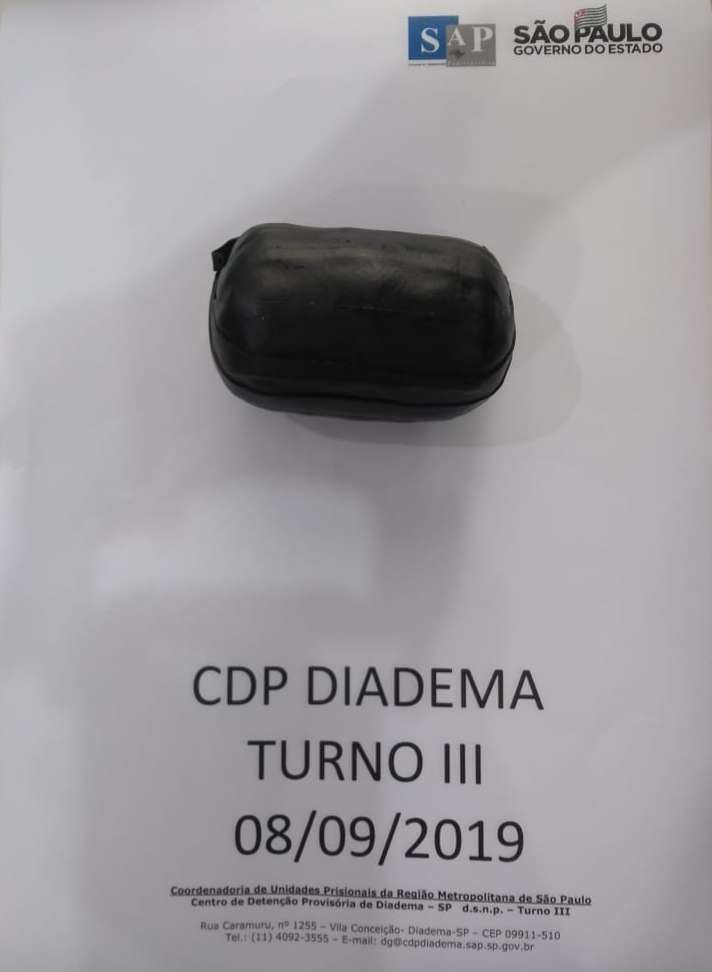 SAP
SÃO PAULO
GOVERNO DO ESTADO
CDP DIADEMA
TURNO III
08/09/2019
Coordenadoria de Unidades Prisionais da Região Metropolitana de São Paulo
Centro de Detenção Provisória de Diadema – SP d.s.n.p. – Turno III
Rua Caramuru, nº 1255 – Vila Conceição- Diadema-SP – CEP 09911-510
Tel.: (11) 4092-3555 – E-mail: dg@cdpdiadema.sap.sp.gov.br